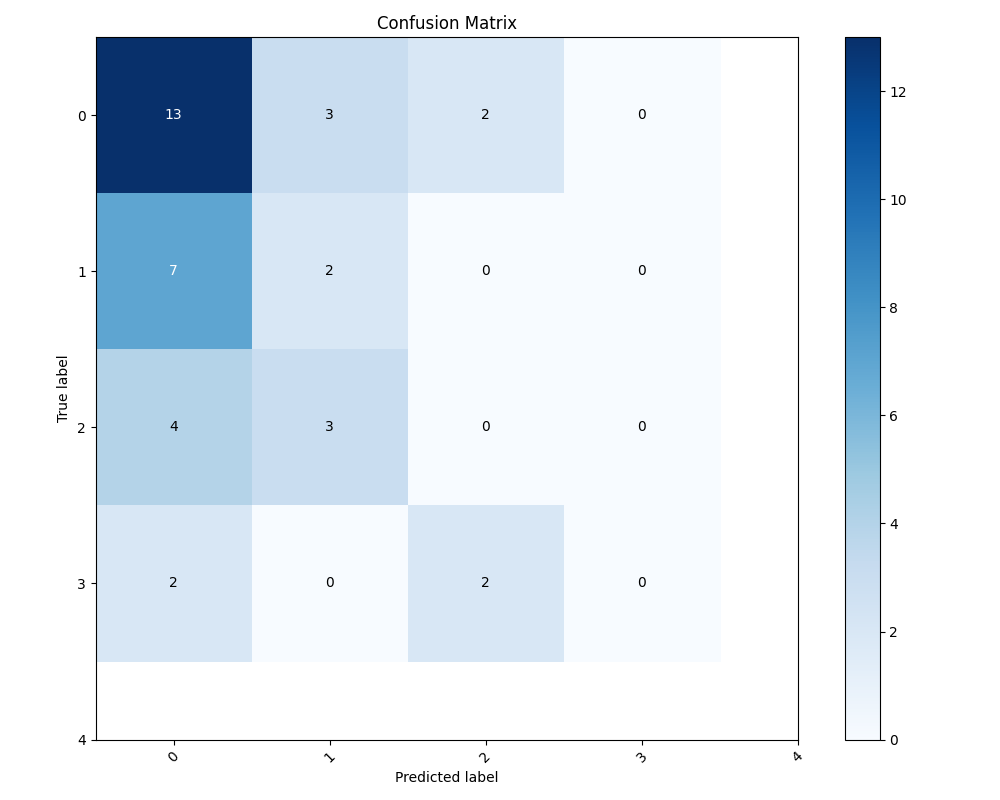 Confusion Matrix
0 13 3 2 0
1 7 2 0 0
2 4 3 0 0
3 2 0 2 0
4
0 1 2 3 4
True label
Predicted label
12
10
8
6
4
2
0